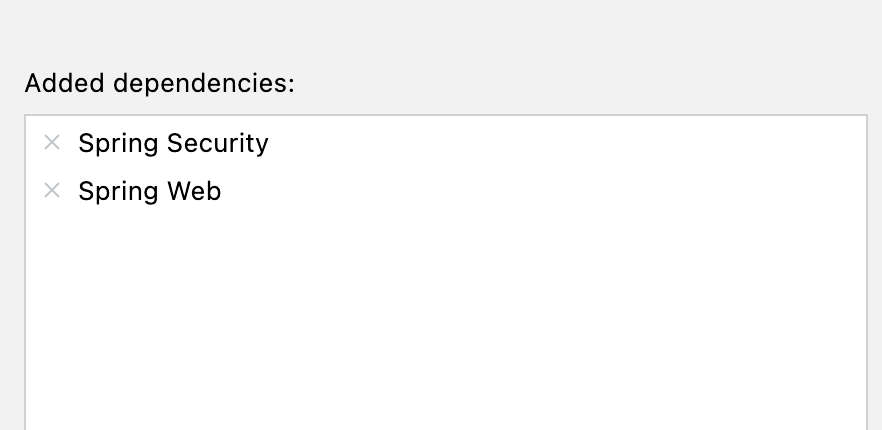 Added dependencies:
Spring Security
Spring Web